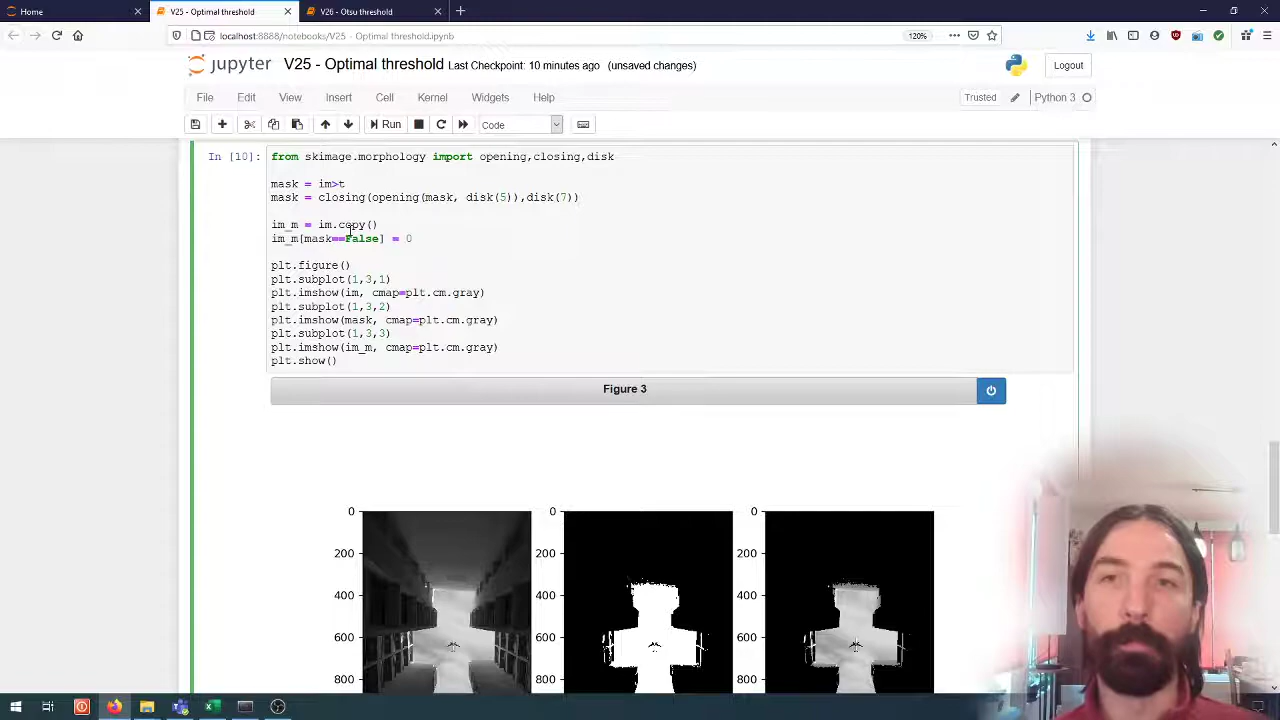 Home
V25 - Optimal threshold
V26 - Otsu threshold
localhost:8888/notebooks/V25 - Optimal threshold.ipynb
120%
jupyter V25 - Optimal threshold Last Checkpoint: 10 minutes ago (unsaved changes)
Logout
File Edit View Insert Cell Kernel Widgets Help
Trusted
Python 3
Run
Code
In [10]:
from skimage.morphology import opening,closing,disk
mask = im>t
mask = closing(opening(mask, disk(5)),disk(7))
im_m = im.copy()
im_m[mask==False] = 0
plt.figure()
plt.subplot(1,3,1)
plt.imshow(im, cmap=plt.cm.gray)
plt.subplot(1,3,2)
plt.imshow(mask, cmap=plt.cm.gray)
plt.subplot(1,3,3)
plt.imshow(im_m, cmap=plt.cm.gray)
plt.show()
Figure 3
0 0 0
200 200 200
400 400 400
600 600 600
800 800 800